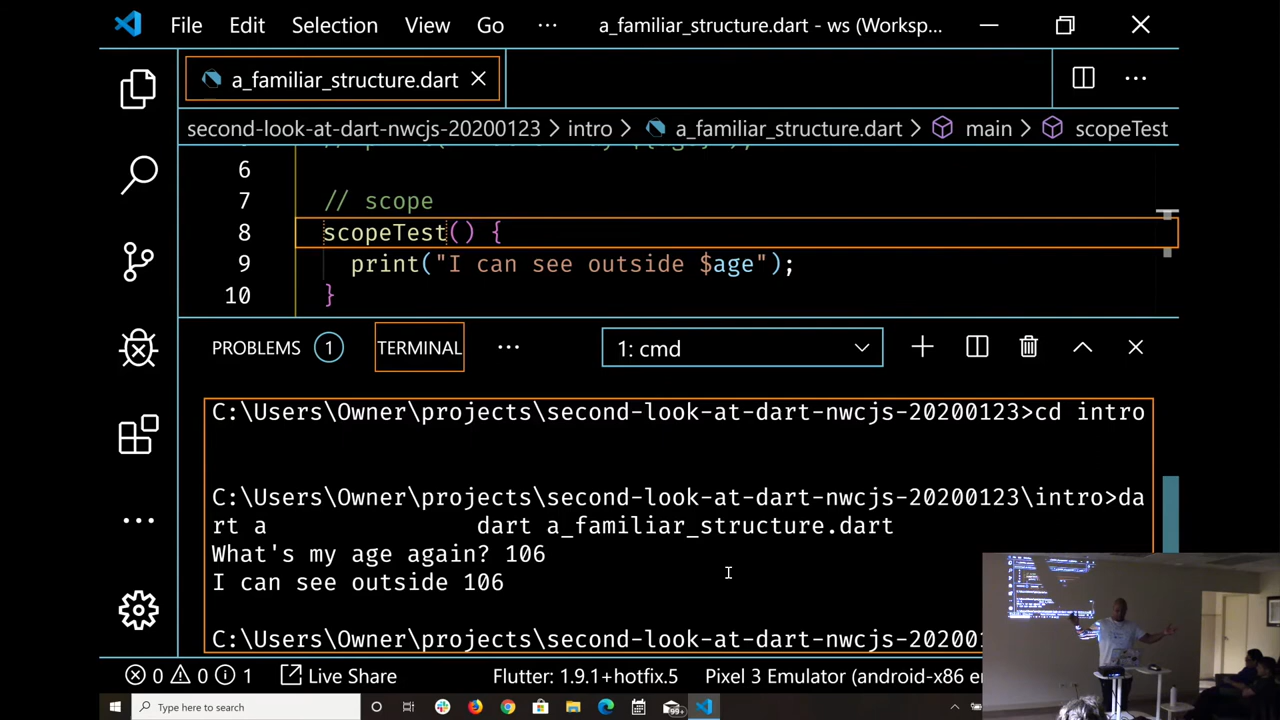 File Edit Selection View Go ··· a_familiar_structure.dart - ws (Worksp...
a_familiar_structure.dart
second-look-at-dart-nwcjs-20200123 > intro > a_familiar_structure.dart > main > scopeTest
6
7 // scope
8 scopeTest() {
9 print("I can see outside $age");
10 }
PROBLEMS 1 TERMINAL ··· 1: cmd
C:\Users\Owner\projects\second-look-at-dart-nwcjs-20200123>cd intro
C:\Users\Owner\projects\second-look-at-dart-nwcjs-20200123\intro>da
rt a dart a_familiar_structure.dart
What's my age again? 106
I can see outside 106
C:\Users\Owner\projects\second-look-at-dart-nwcjs-2020
0 0 1 Live Share Flutter: 1.9.1+hotfix.5 Pixel 3 Emulator (android-x86 en
Type here to search 99+